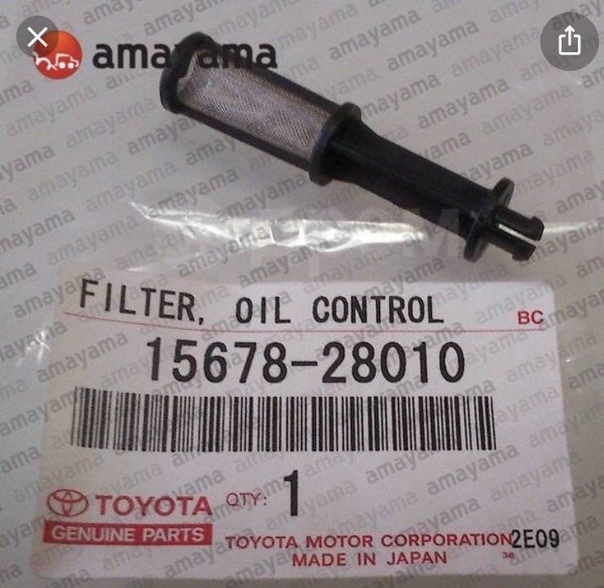 amayama
FILTER, OIL CONTROL
BC
15678-28010
TOYOTA
QTY: 1
GENUINE PARTS
TOYOTA MOTOR CORPORATION
2E09
MADE IN JAPAN
38